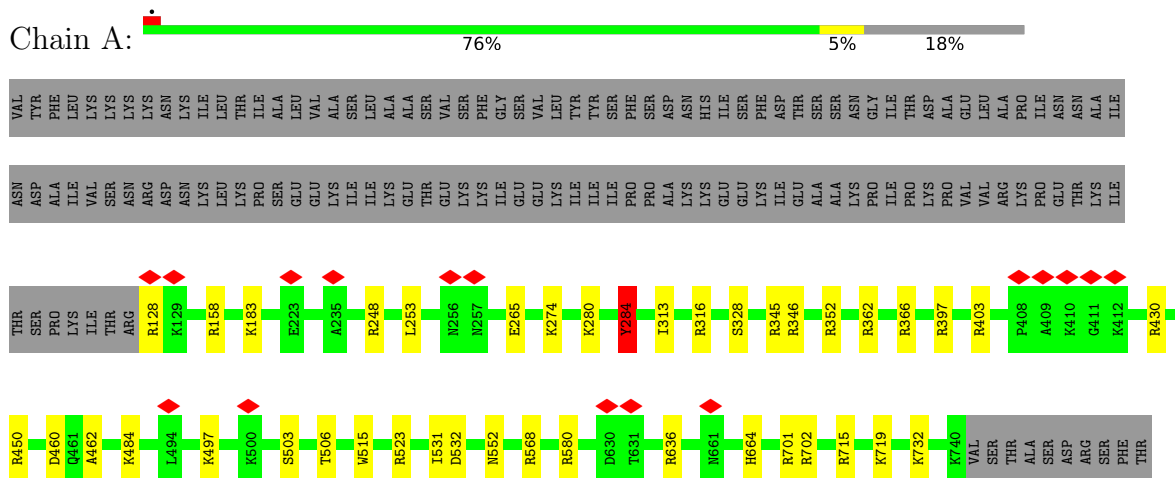 Chain A:
76% 5% 18%
VAL TYR PHE LEU LYS LYS LYS LYS ASN LYS ILE LEU THR ILE ALA LEU VAL ALA SER LEU ALA ALA SER VAL SER PHE GLY SER VAL LEU TYR TYR SER PHE SER ASP ASN HIS ILE SER PHE ASP THR SER SER ASN GLY ILE THR ASP ALA GLU LEU ALA PRO ILE ASN ASN ALA ILE
ASN ASP ALA ILE VAL SER ASN ARG ASP ASN LYS LEU LYS PRO SER GLU GLU LYS ILE ILE LYS GLU THR GLU LYS LYS ILE GLU GLU LYS ILE ILE ILE PRO PRO ALA LYS LYS GLU GLU LYS ILE GLU ALA ALA LYS PRO ILE PRO LYS PRO VAL VAL ARG LYS PRO GLU THR LYS ILE
THR SER PRO LYS ILE THR ARG R128 K129 R158 K183 E223 A235 R248 L253 N256 N257 E265 K274 K280 Y284 I313 R316 S328 R345 R346 R352 R362 R366 R397 R403 P408 A409 K410 G411 K412 R430
R450 D460 Q461 A462 K484 L494 K497 K500 S503 T506 W515 R523 I531 D532 N552 R568 R580 D630 T631 R636 N661 H664 R701 R702 R715 K719 K732 K740 VAL SER THR ALA SER ASP ARG SER PHE THR